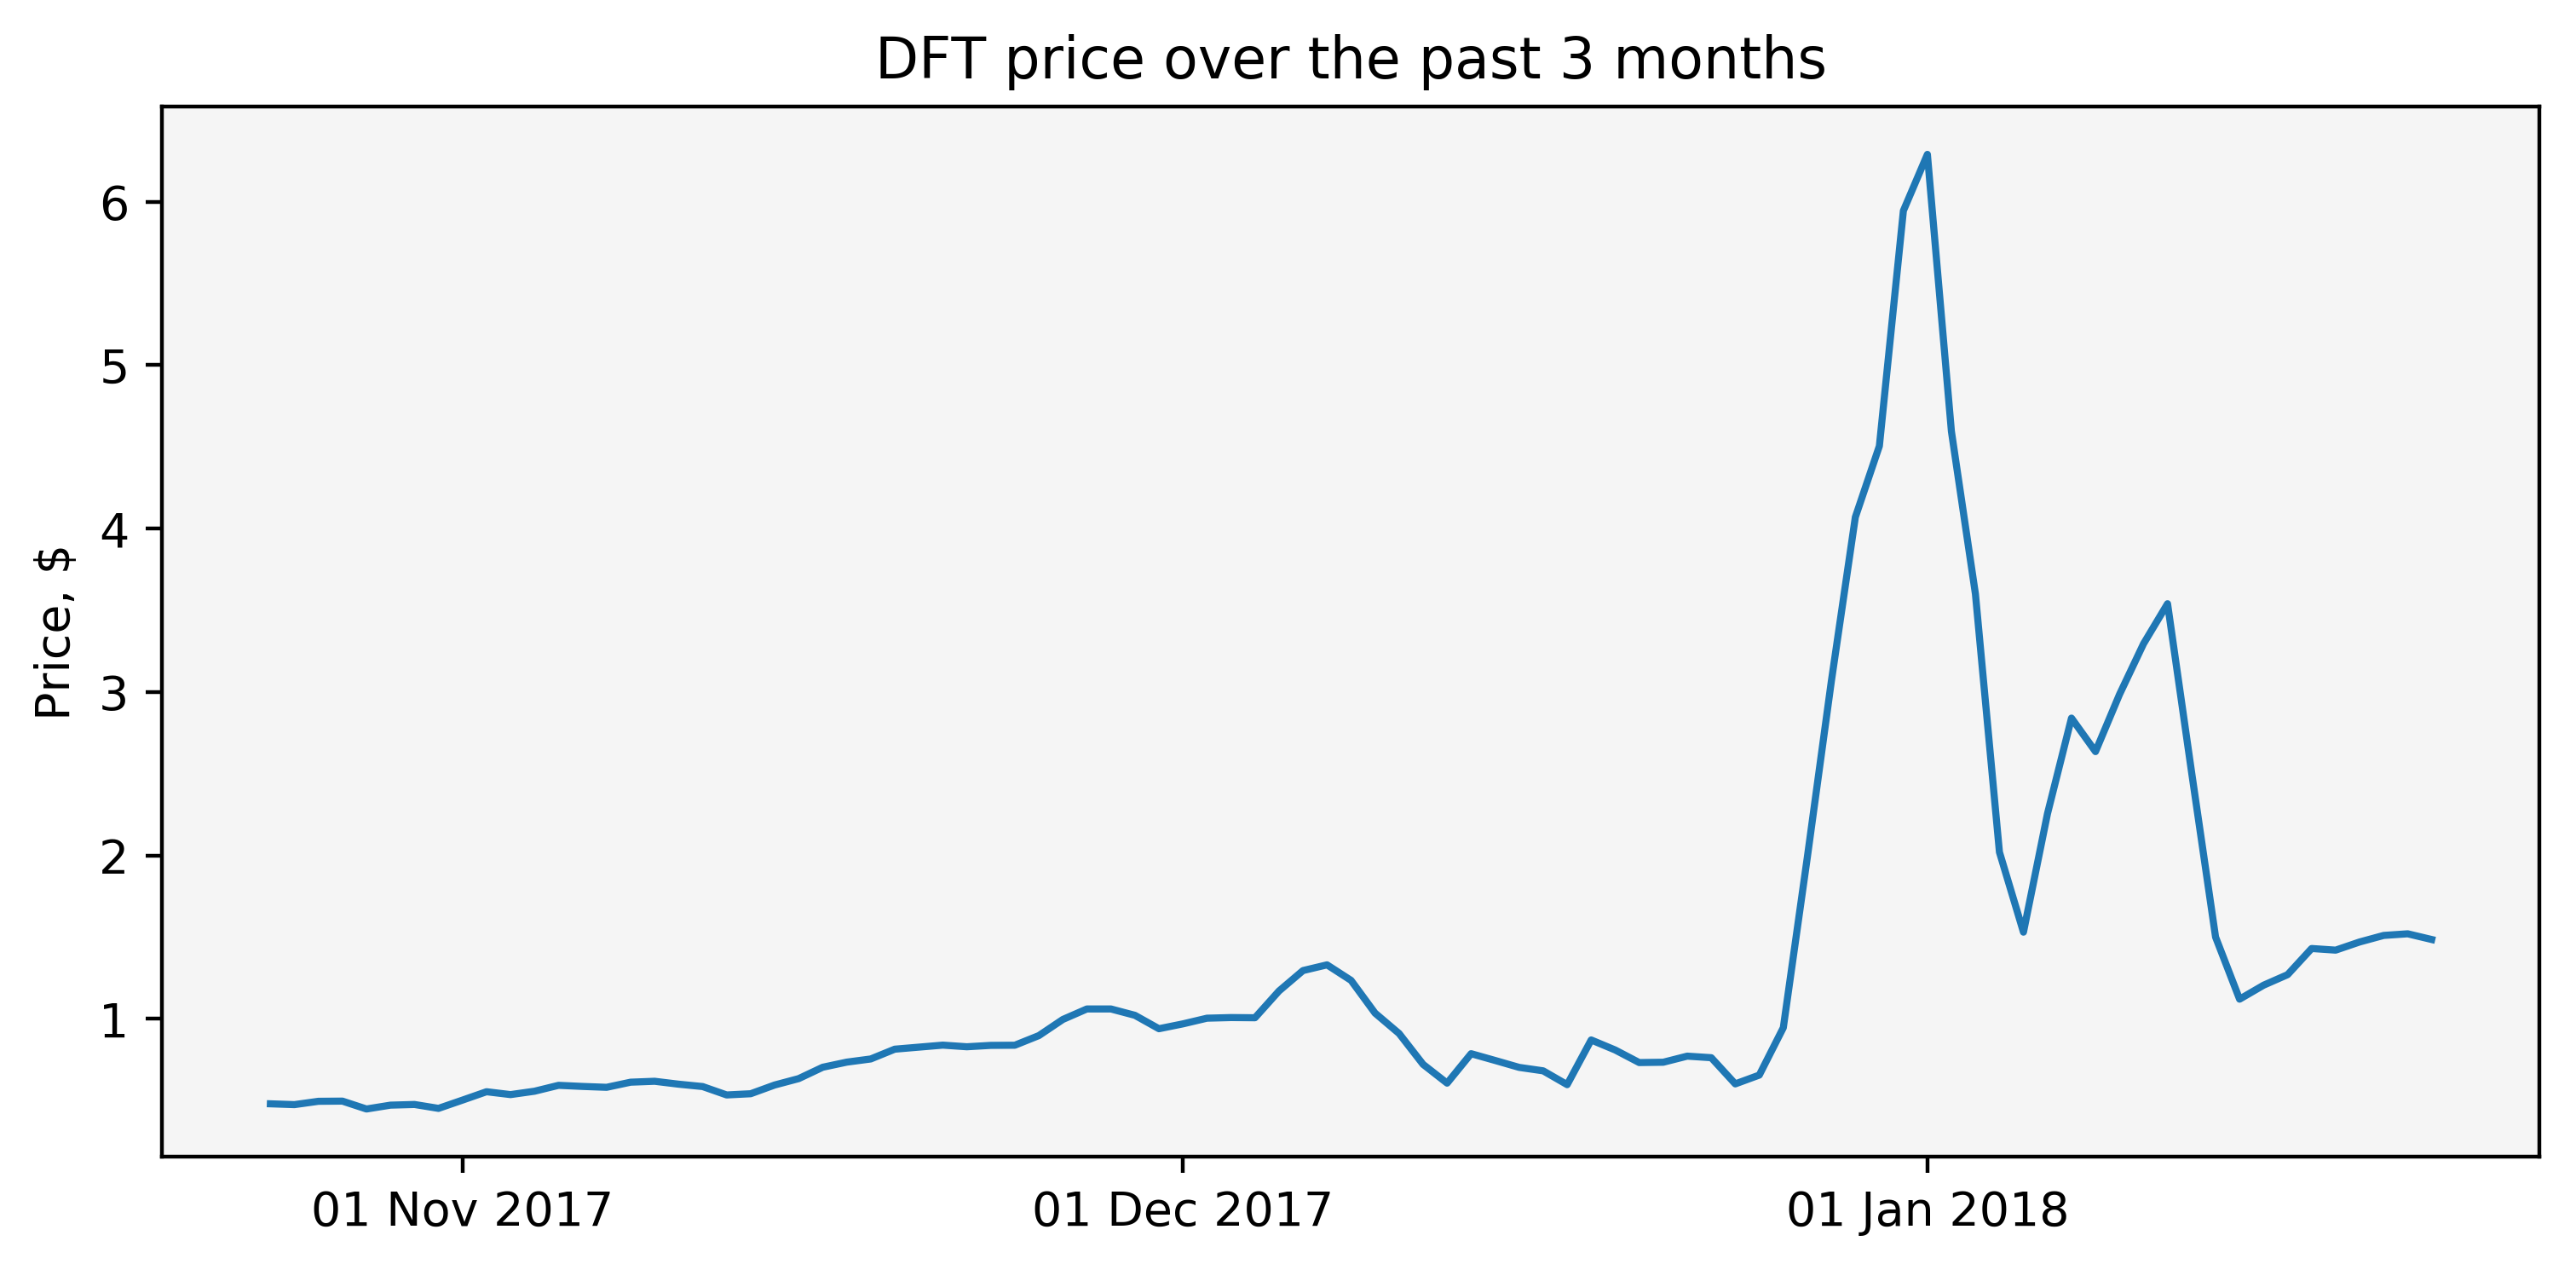 DFT price over the past 3 months
Price, $
6
5
4
3
2
1
01 Nov 2017
01 Dec 2017
01 Jan 2018